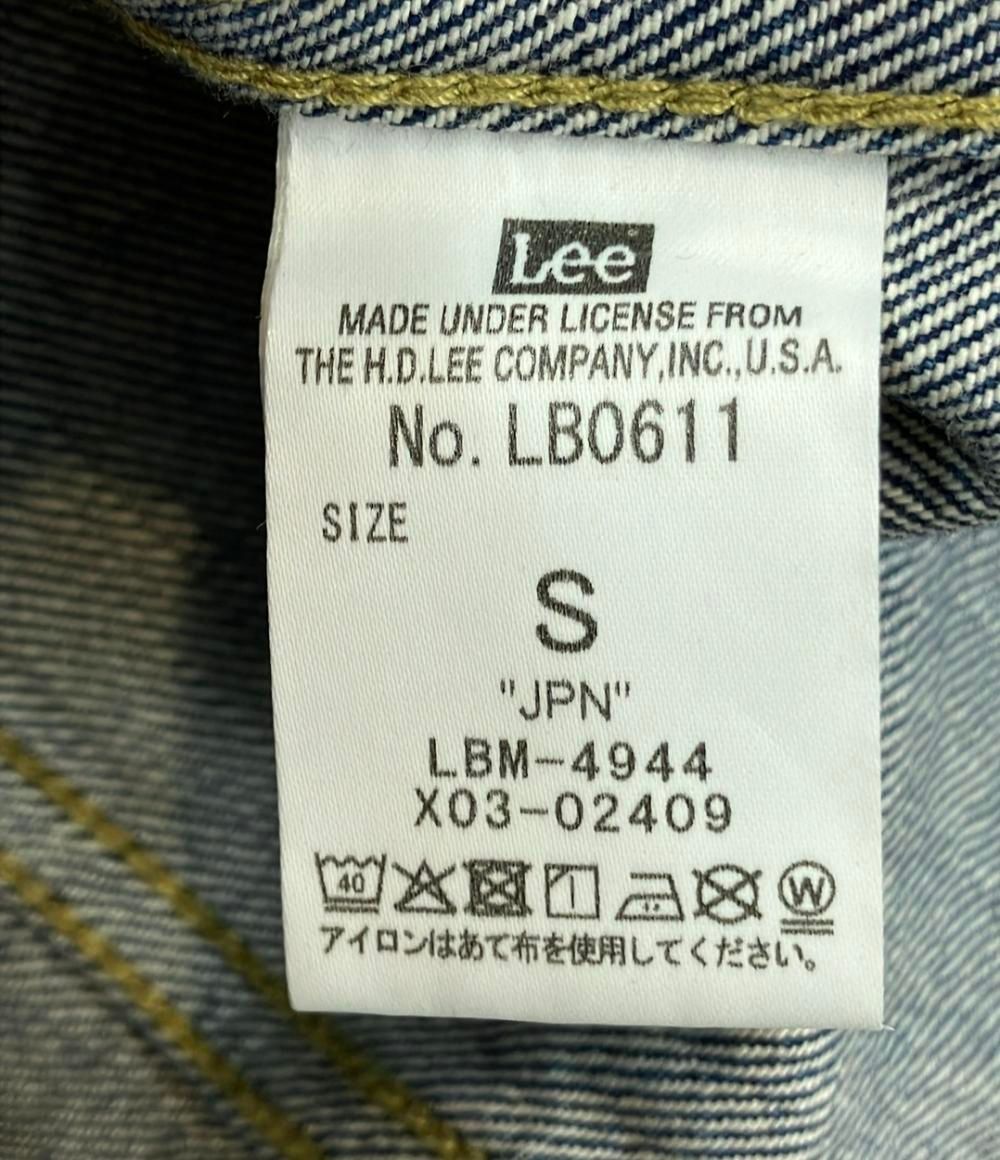 Lee
MADE UNDER LICENSE FROM
THE H.D.LEE COMPANY,INC.,U.S.A.
No. LB0611
SIZE
S
"JPN"
LBM-4944
X03-02409
40 W
アイロンはあて布を使用してください。